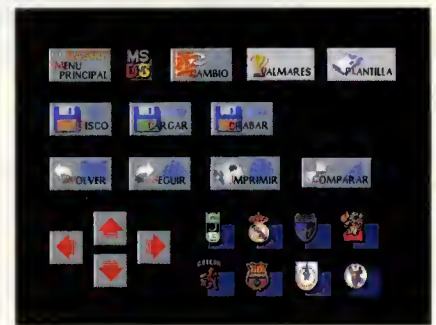 MENU
PRINCIPAL
MS
DOS
CAMBIO
PALMARES
PLANTILLA
DISCO
CARGAR
GRABAR
VOLVER
SEGUIR
IMPRIMIR
COMPARAR